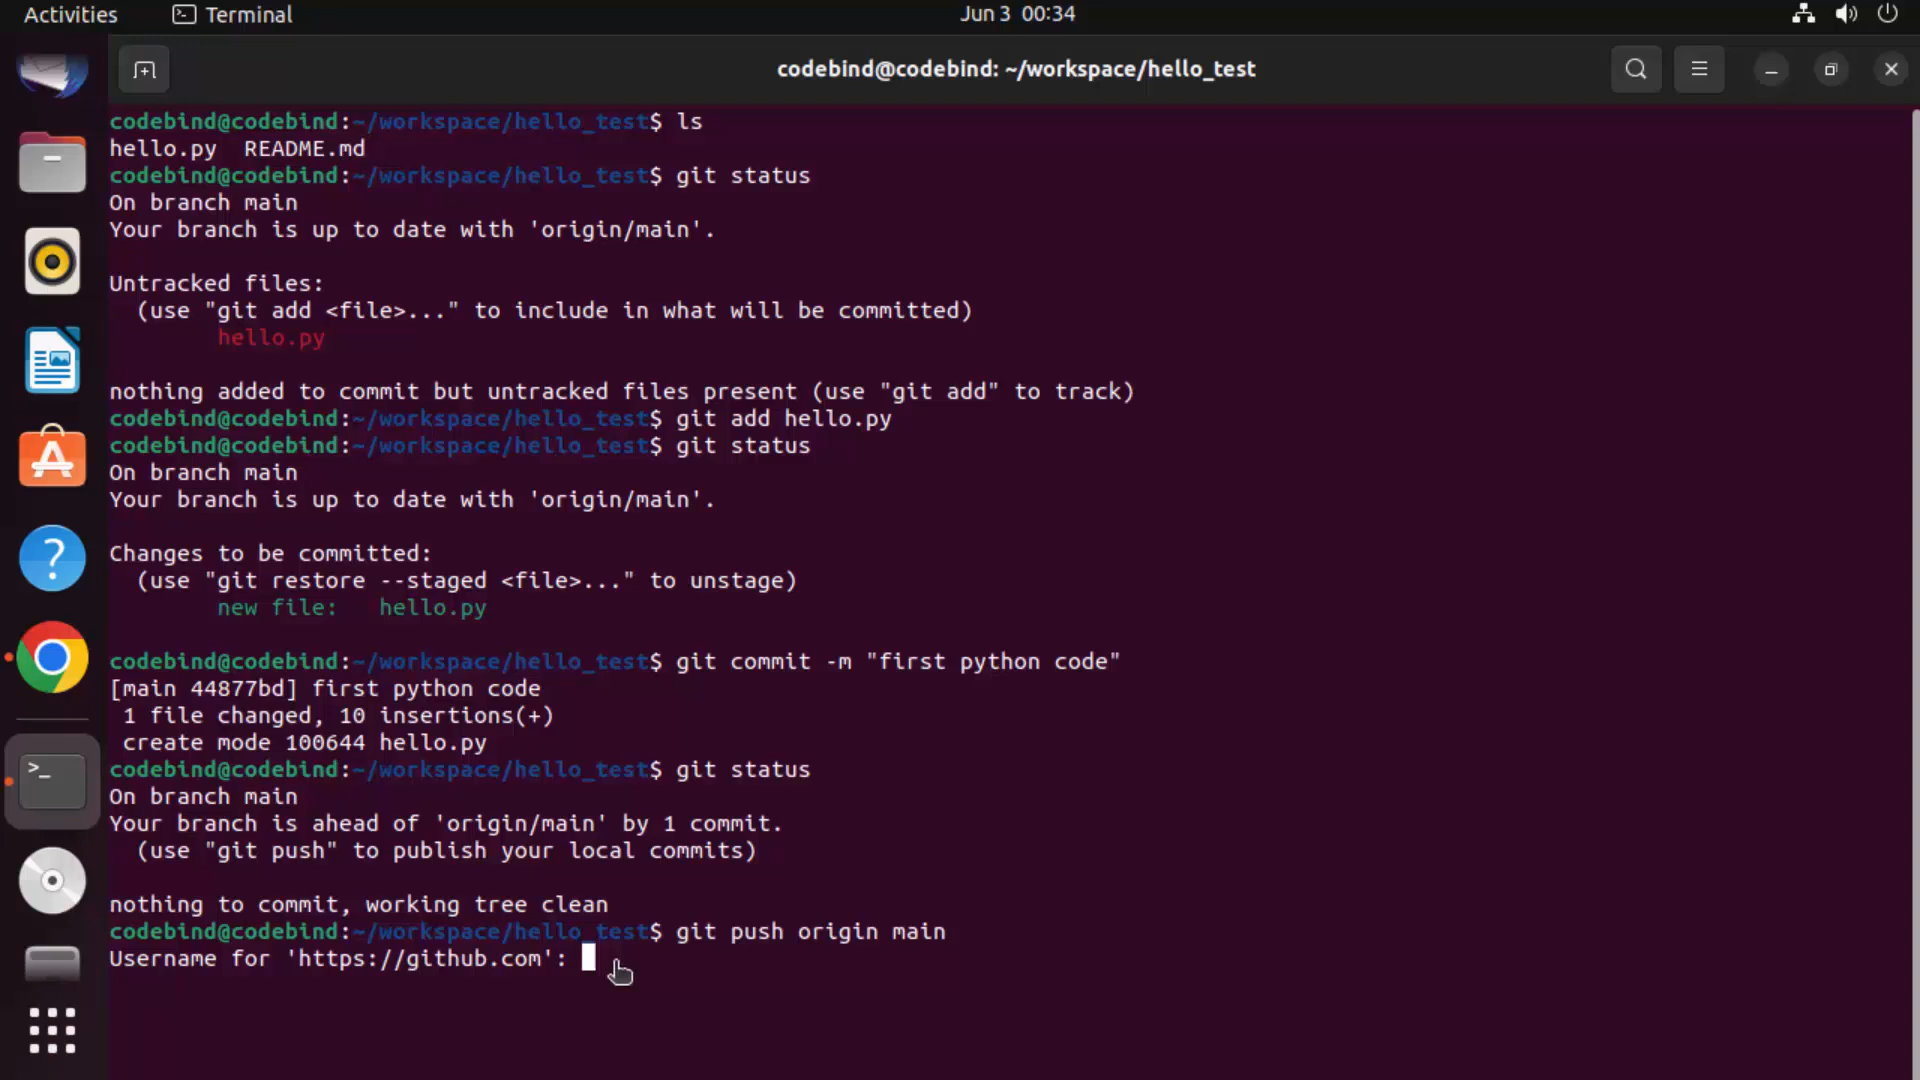 Activities Terminal Jun 3 00:34
codebind@codebind: ~/workspace/hello_test
codebind@codebind:~/workspace/hello_test$ ls
hello.py  README.md
codebind@codebind:~/workspace/hello_test$ git status
On branch main
Your branch is up to date with 'origin/main'.

Untracked files:
  (use "git add <file>..." to include in what will be committed)
        hello.py

nothing added to commit but untracked files present (use "git add" to track)
codebind@codebind:~/workspace/hello_test$ git add hello.py
codebind@codebind:~/workspace/hello_test$ git status
On branch main
Your branch is up to date with 'origin/main'.

Changes to be committed:
  (use "git restore --staged <file>..." to unstage)
        new file:   hello.py

codebind@codebind:~/workspace/hello_test$ git commit -m "first python code"
[main 44877bd] first python code
 1 file changed, 10 insertions(+)
 create mode 100644 hello.py
codebind@codebind:~/workspace/hello_test$ git status
On branch main
Your branch is ahead of 'origin/main' by 1 commit.
  (use "git push" to publish your local commits)

nothing to commit, working tree clean
codebind@codebind:~/workspace/hello_test$ git push origin main
Username for 'https://github.com':